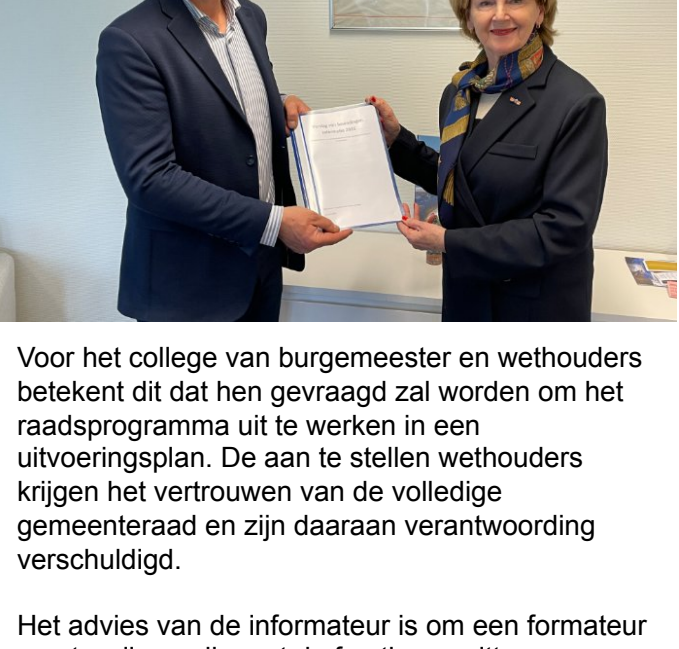 Voor het college van burgemeester en wethouders
betekent dit dat hen gevraagd zal worden om het
raadsprogramma uit te werken in een
uitvoeringsplan. De aan te stellen wethouders
krijgen het vertrouwen van de volledige
gemeenteraad en zijn daaraan verantwoording
verschuldigd.
Het advies van de informateur is om een formateur